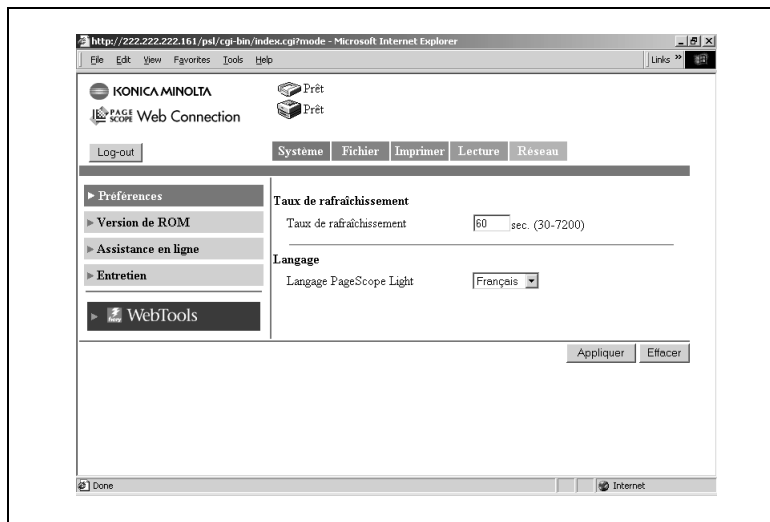 http://222.222.222.161/psl/cgi-bin/index.cgi?mode - Microsoft Internet Explorer
File Edit View Favorites Tools Help
Links »
KONICA MINOLTA
PAGE SCOPE Web Connection
Prêt
Prêt
Log-out
Système Fichier Imprimer Lecture Réseau
Préférences
Version de ROM
Assistance en ligne
Entretien
WebTools
Taux de rafraîchissement
Taux de rafraîchissement 60 sec. (30-7200)
Langage
Langage PageScope Light Français
Appliquer Effacer
Done
Internet